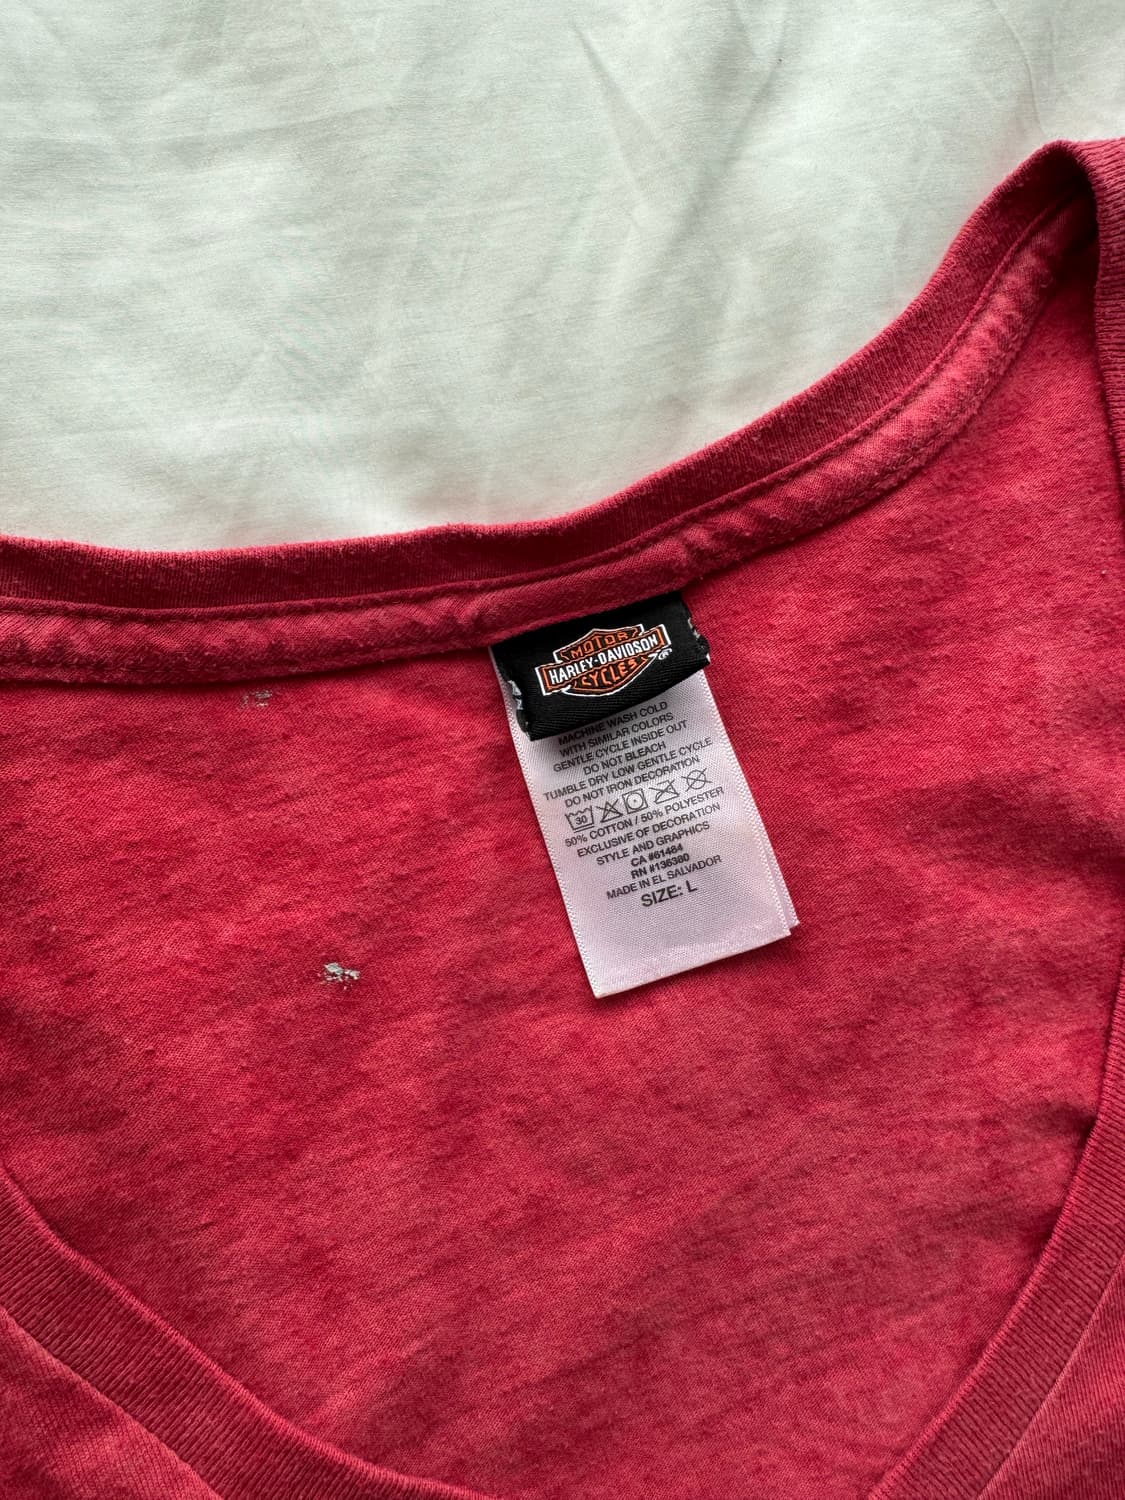 MOTOR
HARLEY-DAVIDSON
CYCLES ®
MACHINE WASH COLD
WITH SIMILAR COLORS
GENTLE CYCLE INSIDE OUT
DO NOT BLEACH
TUMBLE DRY LOW GENTLE CYCLE
DO NOT IRON DECORATION
30
50% COTTON / 50% POLYESTER
EXCLUSIVE OF DECORATION
STYLE AND GRAPHICS
CA #61484
RN #136380
MADE IN EL SALVADOR
SIZE: L